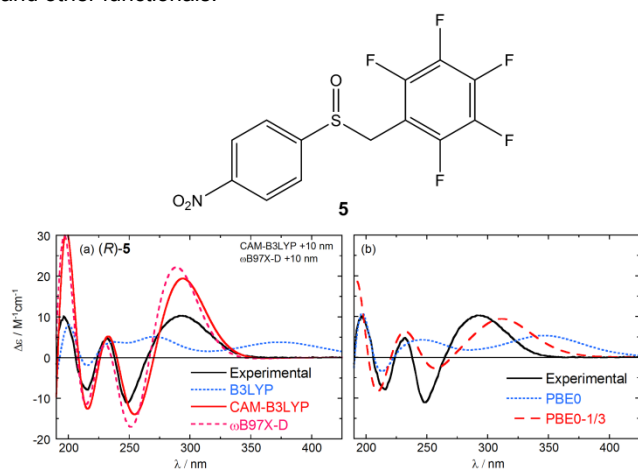 and other functionals.
O
F
F
F
S
F
F
O₂N
5
(a) (R)-5
CAM-B3LYP +10 nm
ωB97X-D +10 nm
(b)
30
20
10
0
-10
-20
Δε / M⁻¹cm⁻¹
Experimental
B3LYP
CAM-B3LYP
ωB97X-D
Experimental
PBE0
PBE0-1/3
200 250 300 350 400
200 250 300 350 400
λ / nm
λ / nm